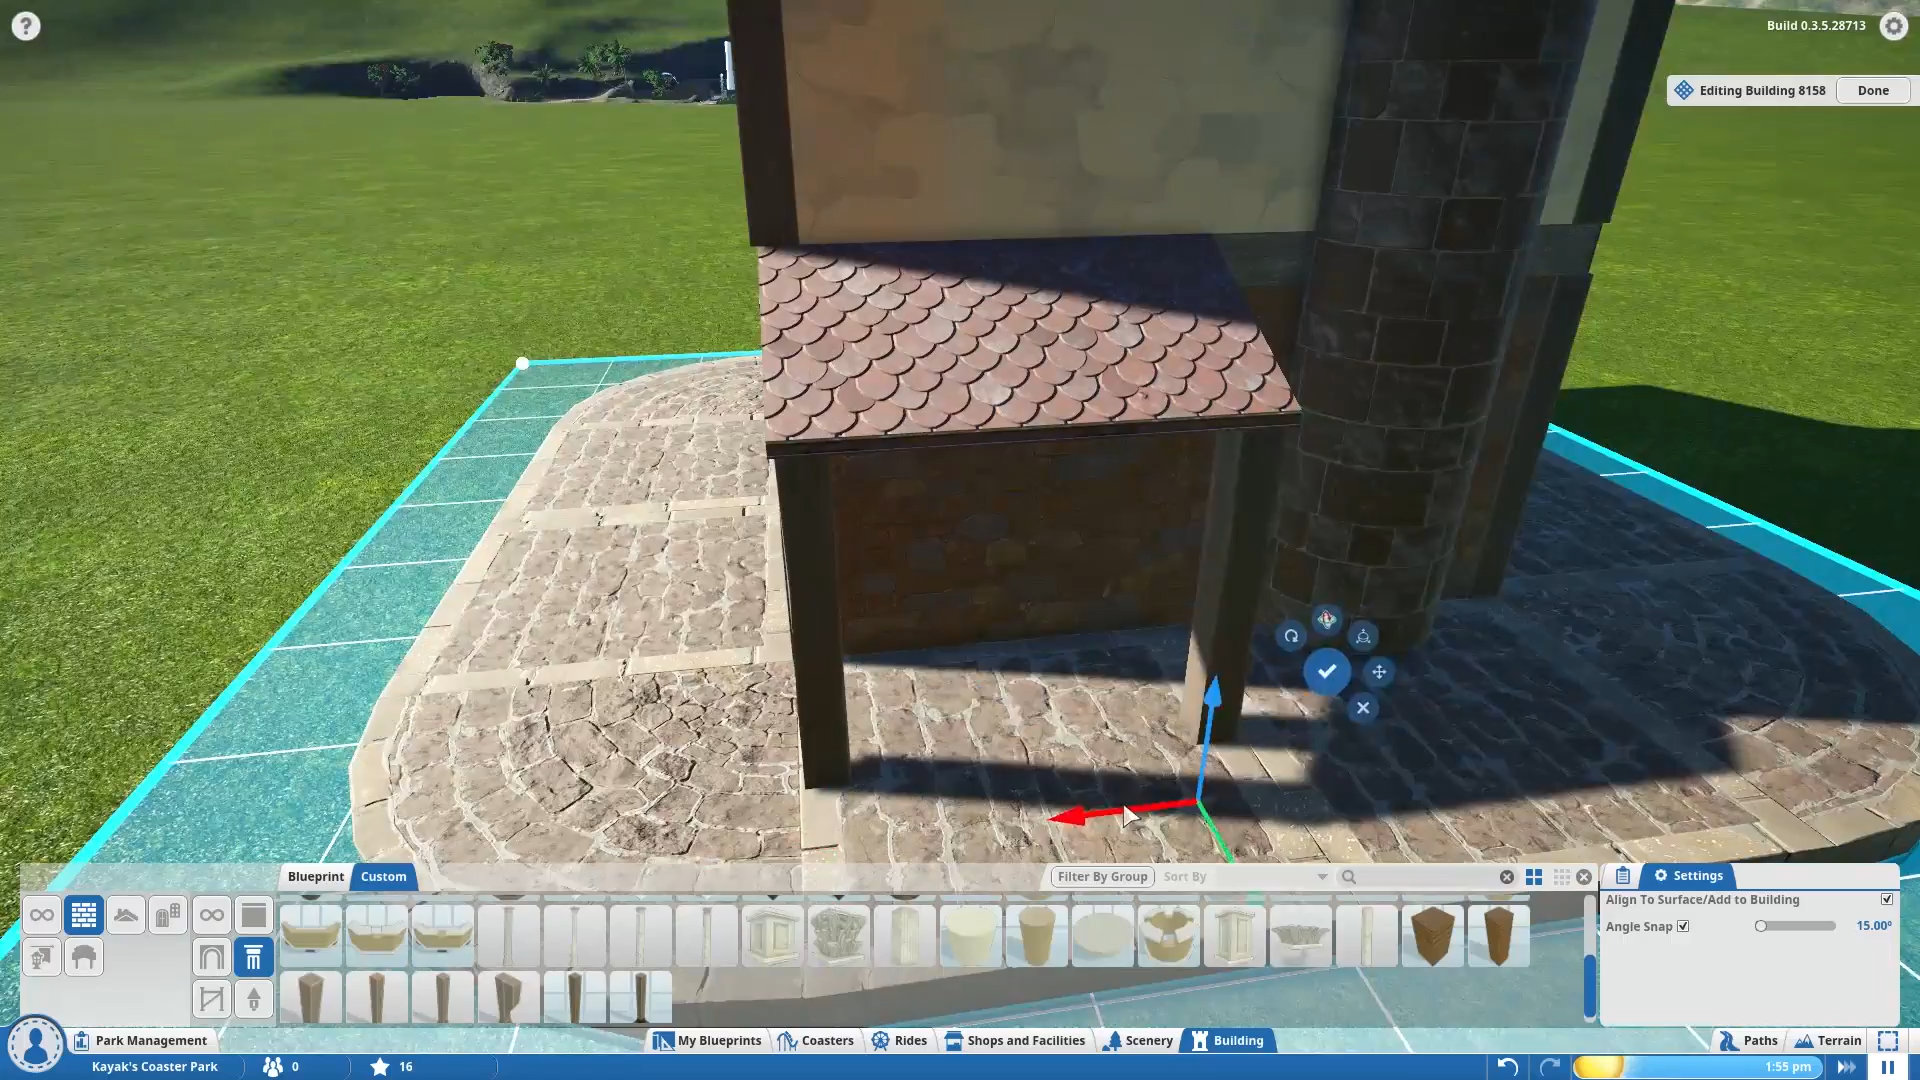 ?
Build 0.3.5.28713
Editing Building 8158
Done
Blueprint
Custom
Filter By Group
Sort By
Settings
Align To Surface/Add to Building
Angle Snap
15.00º
Park Management
My Blueprints
Coasters
Rides
Shops and Facilities
Scenery
Building
Paths
Terrain
Kayak's Coaster Park
0
16
1:55 pm